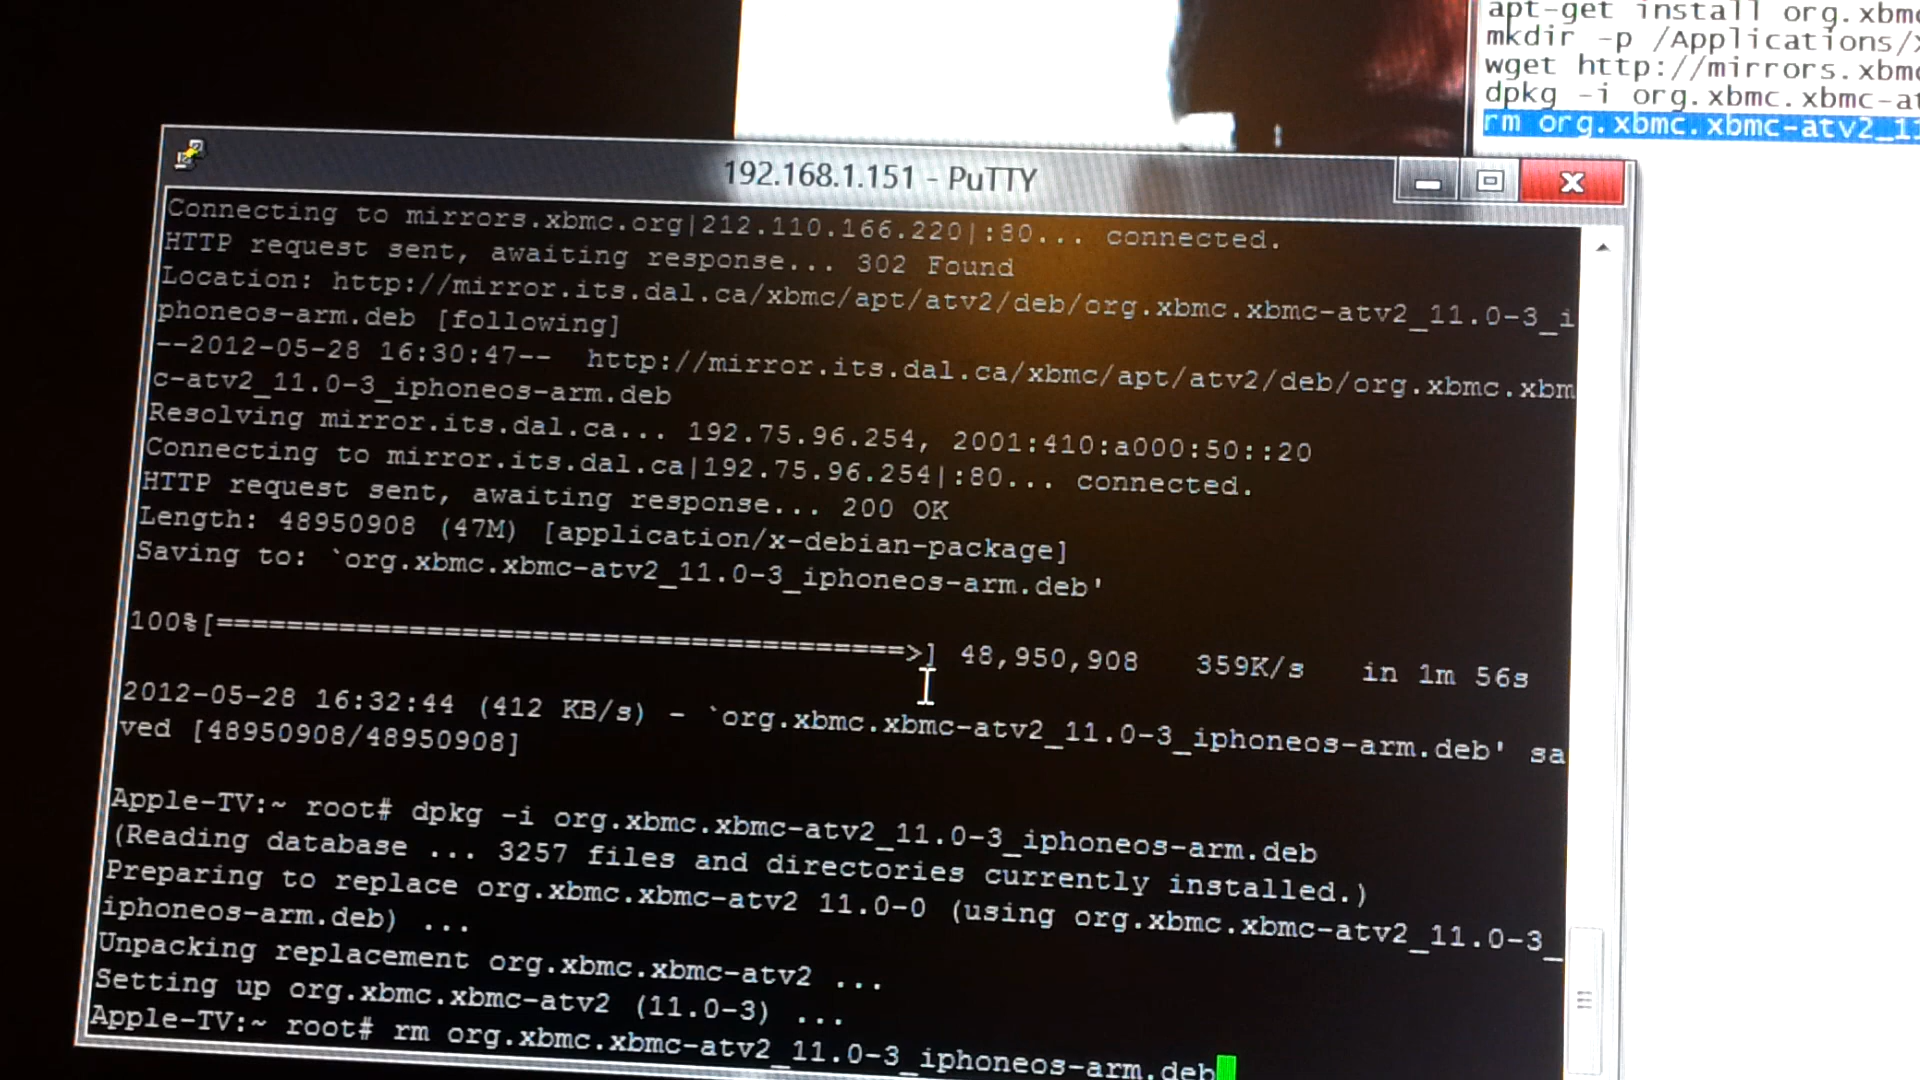 apt-get install org.xbmc
mkdir -p /Applications/
wget http://mirrors.xbmc
dpkg -i org.xbmc.xbmc-at
rm org.xbmc.xbmc-atv2_11
192.168.1.151 - PuTTY
Connecting to mirrors.xbmc.org|212.110.166.220|:80... connected.
HTTP request sent, awaiting response... 302 Found
Location: http://mirror.its.dal.ca/xbmc/apt/atv2/deb/org.xbmc.xbmc-atv2_11.0-3_i
phoneos-arm.deb [following]
--2012-05-28 16:30:47--  http://mirror.its.dal.ca/xbmc/apt/atv2/deb/org.xbmc.xbm
c-atv2_11.0-3_iphoneos-arm.deb
Resolving mirror.its.dal.ca... 192.75.96.254, 2001:410:a000:50::20
Connecting to mirror.its.dal.ca|192.75.96.254|:80... connected.
HTTP request sent, awaiting response... 200 OK
Length: 48950908 (47M) [application/x-debian-package]
Saving to: `org.xbmc.xbmc-atv2_11.0-3_iphoneos-arm.deb'
100%[======================================>] 48,950,908   359K/s   in 1m 56s
2012-05-28 16:32:44 (412 KB/s) - `org.xbmc.xbmc-atv2_11.0-3_iphoneos-arm.deb' sa
ved [48950908/48950908]
Apple-TV:~ root# dpkg -i org.xbmc.xbmc-atv2_11.0-3_iphoneos-arm.deb
(Reading database ... 3257 files and directories currently installed.)
Preparing to replace org.xbmc.xbmc-atv2 11.0-0 (using org.xbmc.xbmc-atv2_11.0-3_
iphoneos-arm.deb) ...
Unpacking replacement org.xbmc.xbmc-atv2 ...
Setting up org.xbmc.xbmc-atv2 (11.0-3) ...
Apple-TV:~ root# rm org.xbmc.xbmc-atv2_11.0-3_iphoneos-arm.deb